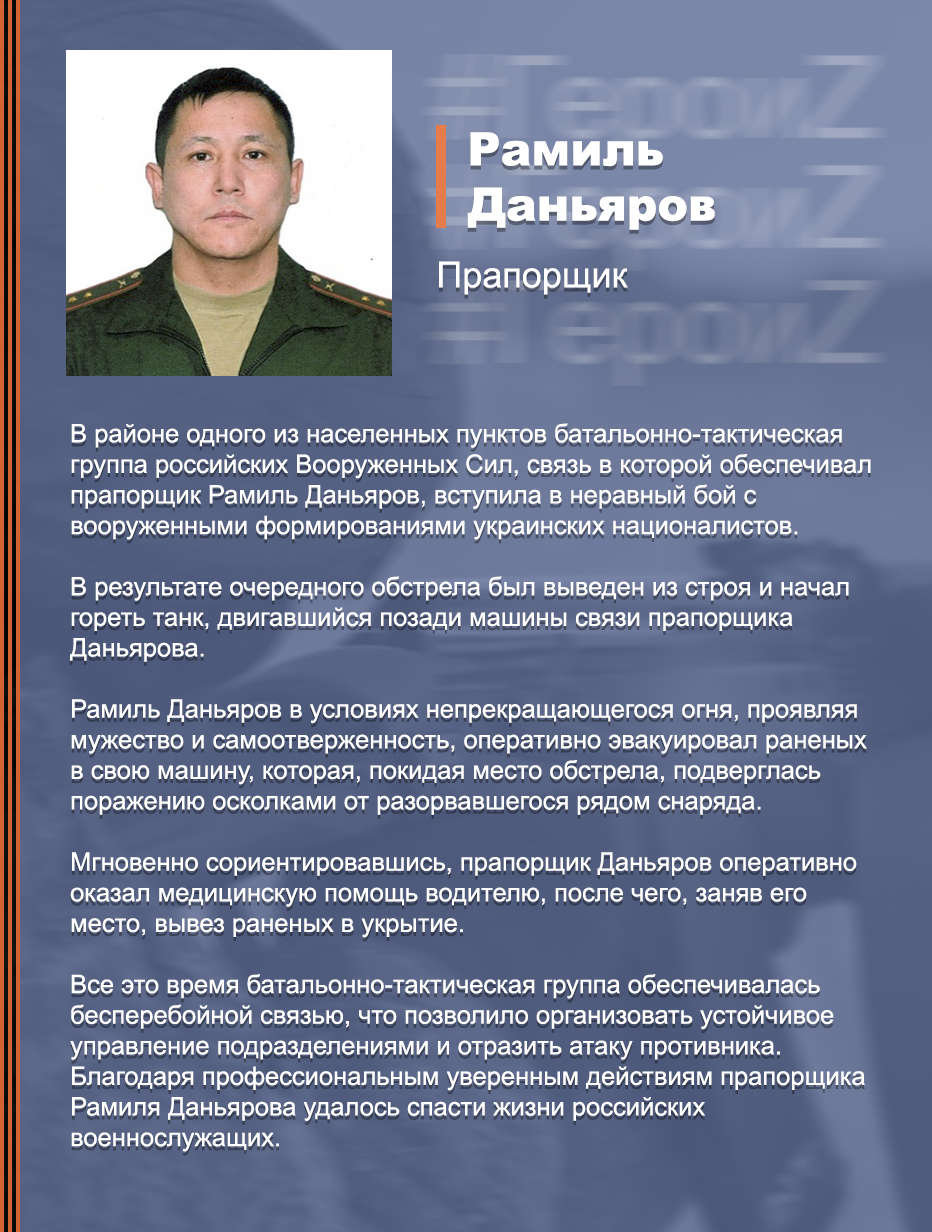 #ГероиZ
Рамиль
#ГероиZ
Даньяров
Прапорщик
#ГероиZ
В районе одного из населенных пунктов батальонно-тактическая
группа российских Вооруженных Сил, связь в которой обеспечивал
прапорщик Рамиль Даньяров, вступила в неравный бой с
вооруженными формированиями украинских националистов.
В результате очередного обстрела был выведен из строя и начал
гореть танк, двигавшийся позади машины связи прапорщика
Даньярова.
Рамиль Даньяров в условиях непрекращающегося огня, проявляя
мужество и самоотверженность, оперативно эвакуировал раненых
в свою машину, которая, покидая место обстрела, подверглась
поражению осколками от разорвавшегося рядом снаряда.
Мгновенно сориентировавшись, прапорщик Даньяров оперативно
оказал медицинскую помощь водителю, после чего, заняв его
место, вывез раненых в укрытие.
Все это время батальонно-тактическая группа обеспечивалась
бесперебойной связью, что позволило организовать устойчивое
управление подразделениями и отразить атаку противника.
Благодаря профессиональным уверенным действиям прапорщика
Рамиля Даньярова удалось спасти жизни российских
военнослужащих.